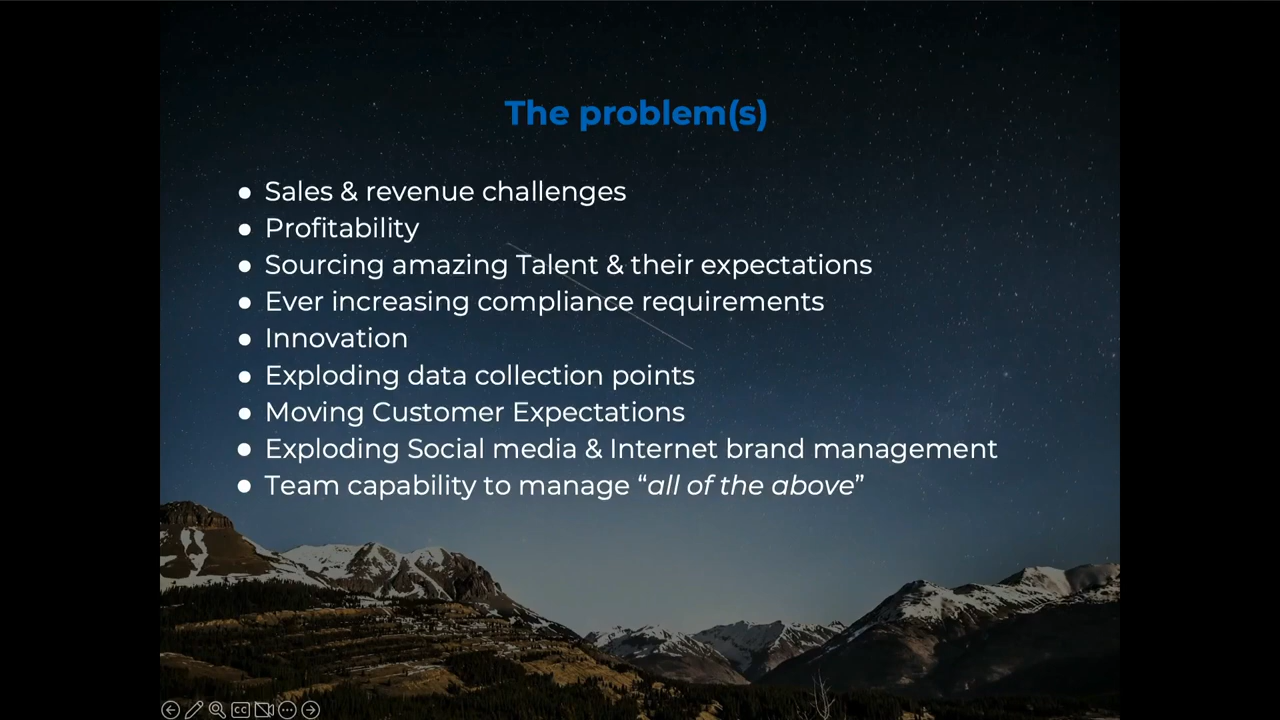 The problem(s)
● Sales & revenue challenges
● Profitability
● Sourcing amazing Talent & their expectations
● Ever increasing compliance requirements
● Innovation
● Exploding data collection points
● Moving Customer Expectations
● Exploding Social media & Internet brand management
● Team capability to manage “all of the above”
CC